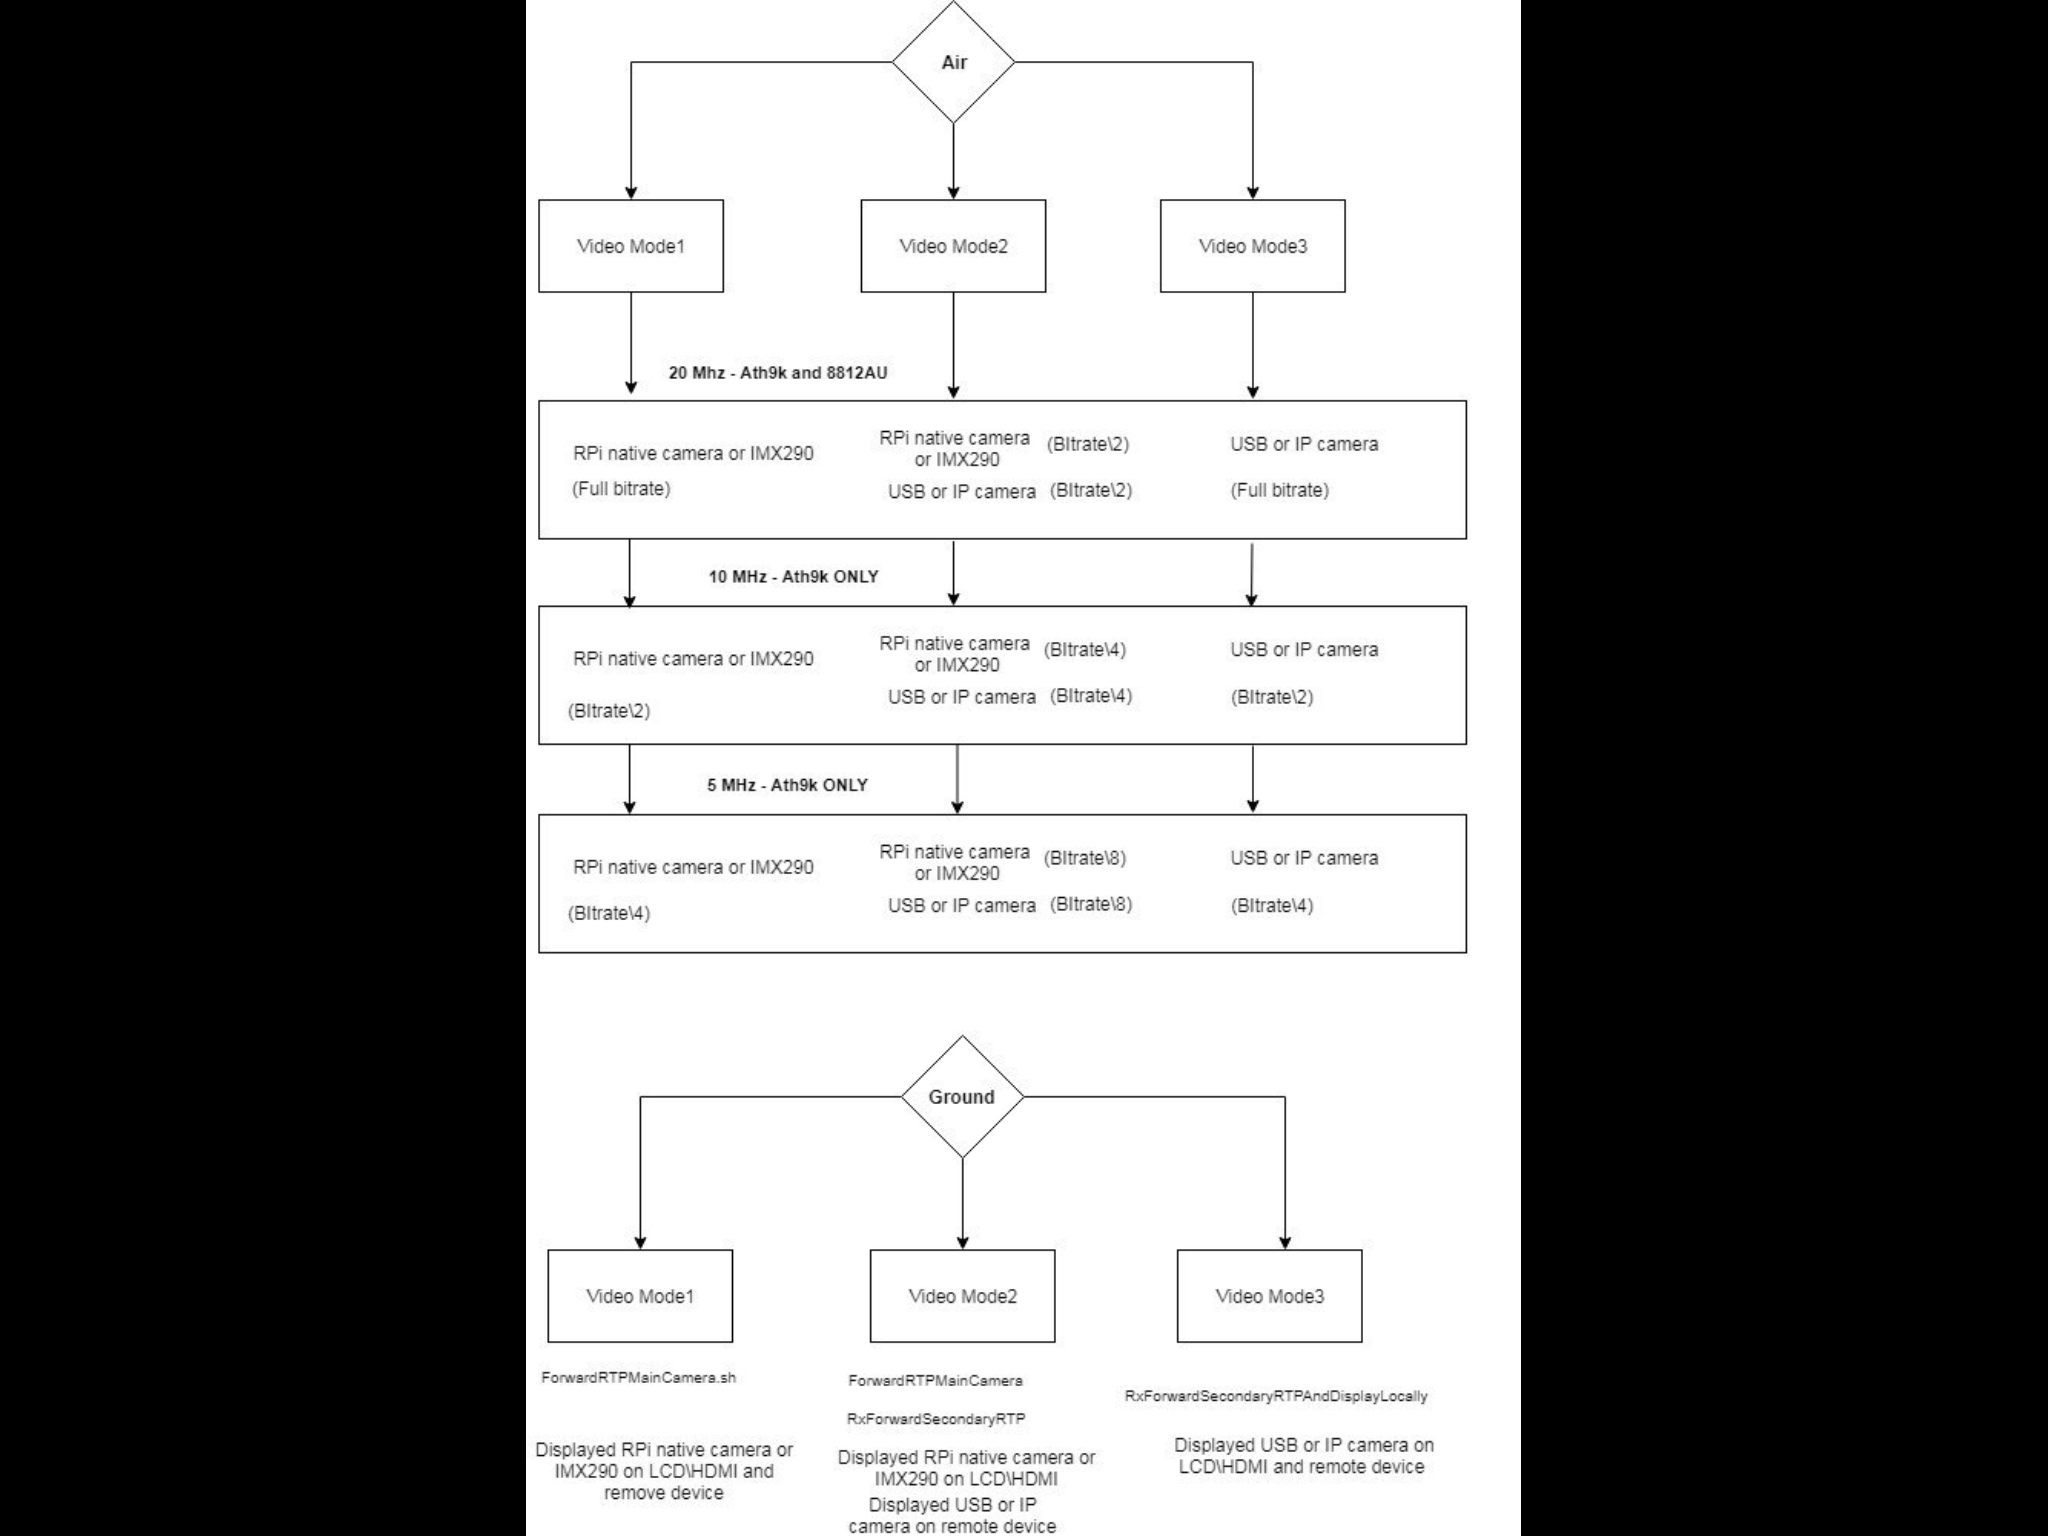 Air
Video Mode1
Video Mode2
Video Mode3
20 Mhz - Ath9k and 8812AU
RPi native camera or IMX290
(Full bitrate)
RPi native camera
or IMX290
(BItrate\2)
USB or IP camera
(BItrate\2)
USB or IP camera
(Full bitrate)
10 MHz - Ath9k ONLY
RPi native camera or IMX290
(BItrate\2)
RPi native camera
or IMX290
(BItrate\4)
USB or IP camera
(BItrate\4)
USB or IP camera
(BItrate\2)
5 MHz - Ath9k ONLY
RPi native camera or IMX290
(BItrate\4)
RPi native camera
or IMX290
(BItrate\8)
USB or IP camera
(BItrate\8)
USB or IP camera
(BItrate\4)
Ground
Video Mode1
Video Mode2
Video Mode3
ForwardRTPMainCamera.sh
Displayed RPi native camera or
IMX290 on LCD\HDMI and
remove device
ForwardRTPMainCamera
RxForwardSecondaryRTP
Displayed RPi native camera or
IMX290 on LCD\HDMI
Displayed USB or IP
camera on remote device
RxForwardSecondaryRTPAndDisplayLocally
Displayed USB or IP camera on
LCD\HDMI and remote device